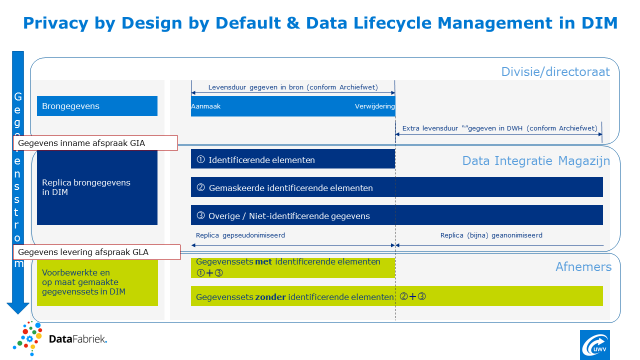 Privacy by Design by Default & Data Lifecycle Management in DIM
Divisie/directoraat
Levensduur gegeven in bron (conform Archiefwet)
Gegevensstroom
Brongegevens
Aanmaak
Verwijdering
Extra levensduur ""gegeven in DWH (conform Archiefwet)
Gegevens inname afspraak GIA
Data Integratie Magazijn
Replica brongegevens
in DIM
① Identificerende elementen
② Gemaskeerde identificerende elementen
③ Overige / Niet-identificerende gegevens
Replica gepseudonimiseerd
Replica (bijna) geanonimiseerd
Gegevens levering afspraak GLA
Afnemers
Voorbewerkte en
op maat gemaakte
gegevenssets in DIM
Gegevenssets met identificerende elementen
①+③
Gegevenssets zonder identificerende elementen ②+③
DataFabriek.
UWV